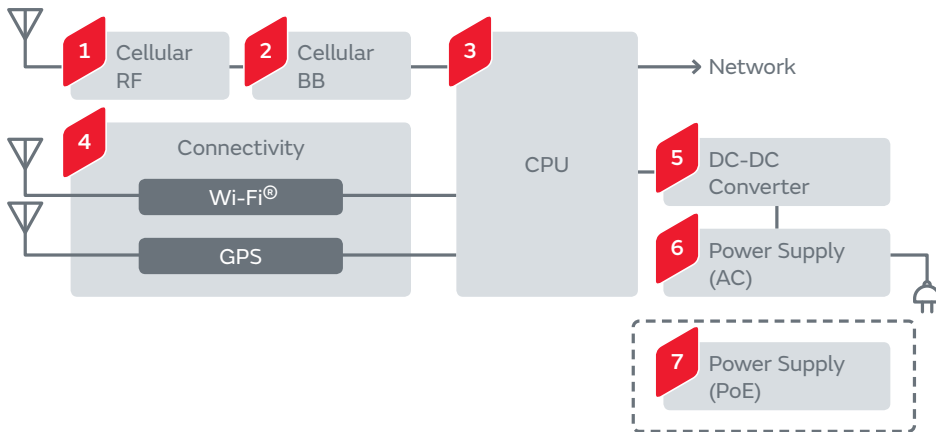 1
Cellular
RF
2
Cellular
BB
3
CPU
Network
4
Connectivity
Wi-Fi®
GPS
5
DC-DC
Converter
6
Power Supply
(AC)
7
Power Supply
(PoE)